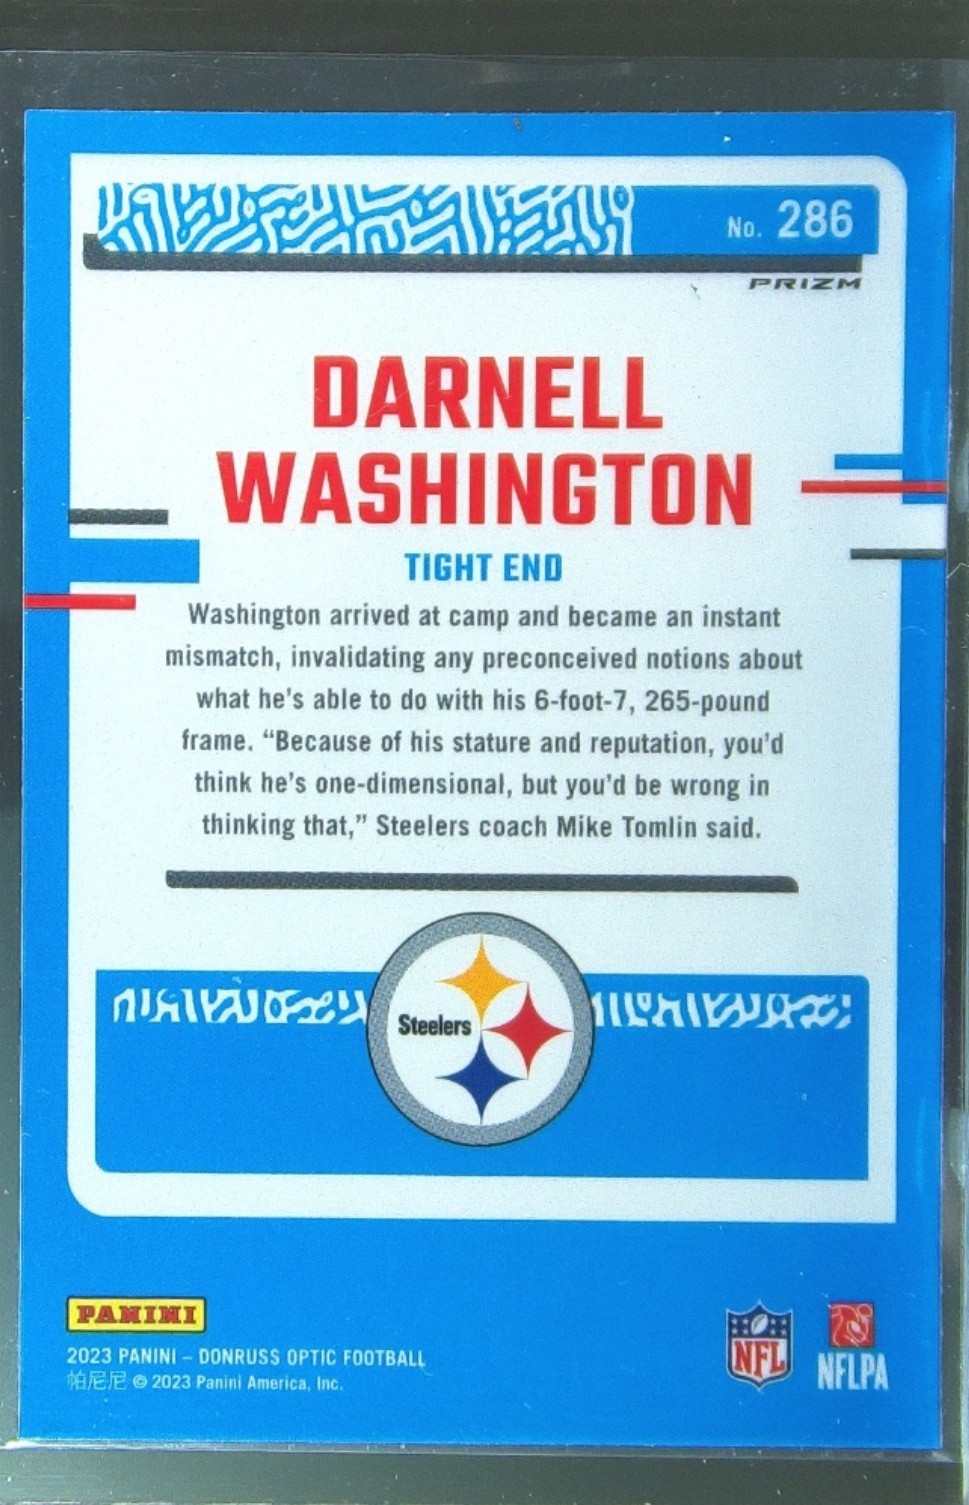 No. 286
PRIZM
DARNELL
WASHINGTON
TIGHT END
Washington arrived at camp and became an instant
mismatch, invalidating any preconceived notions about
what he's able to do with his 6-foot-7, 265-pound
frame. “Because of his stature and reputation, you'd
think he's one-dimensional, but you'd be wrong in
thinking that,” Steelers coach Mike Tomlin said.
Steelers
PANINI
2023 PANINI – DONRUSS OPTIC FOOTBALL
帕尼尼 © 2023 Panini America, Inc.
NFL
NFLPA